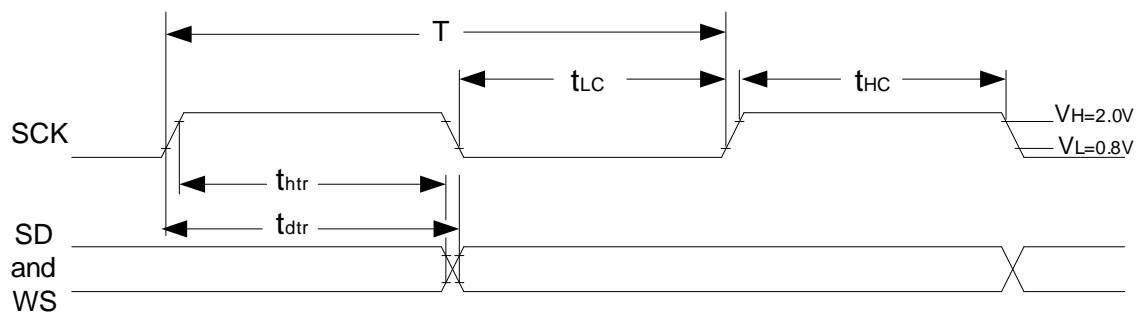 T
tLC
tHC
SCK
VH=2.0V
VL=0.8V
thtr
tdtr
SD
and
WS